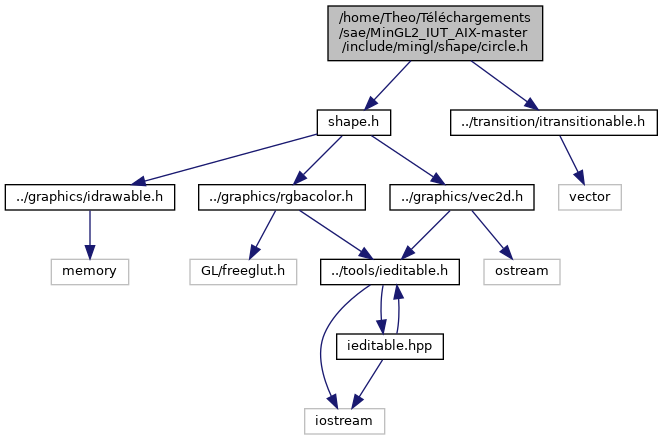 /home/Theo/Téléchargements
/sae/MinGL2_IUT_AIX-master
/include/mingl/shape/circle.h
shape.h
../transition/itransitionable.h
../graphics/idrawable.h
../graphics/rgbacolor.h
../graphics/vec2d.h
vector
memory
GL/freeglut.h
../tools/ieditable.h
ostream
ieditable.hpp
iostream